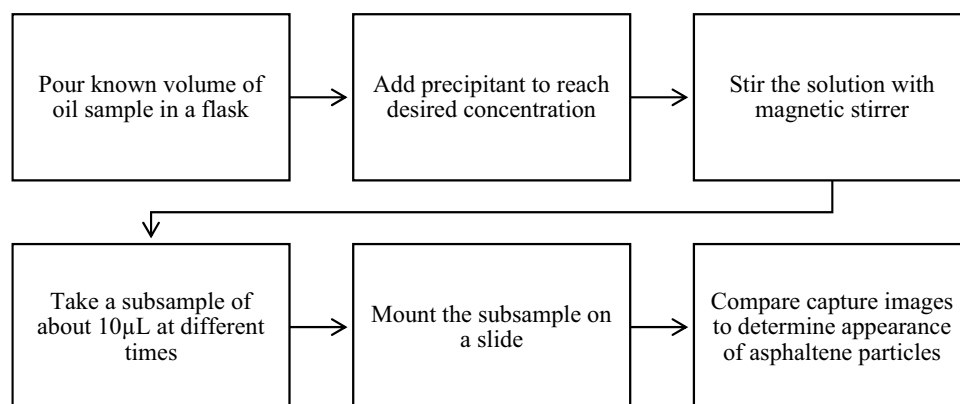 Pour known volume of
oil sample in a flask
Add precipitant to reach
desired concentration
Stir the solution with
magnetic stirrer
Take a subsample of
about 10µL at different
times
Mount the subsample on
a slide
Compare capture images
to determine appearance
of asphaltene particles